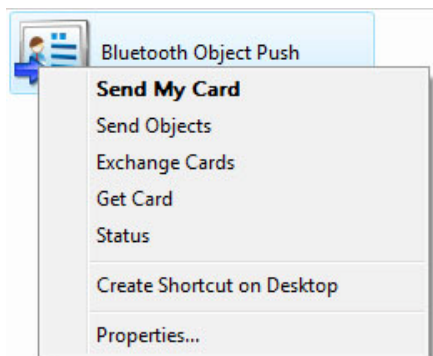 Bluetooth Object Push
Send My Card
Send Objects
Exchange Cards
Get Card
Status
Create Shortcut on Desktop
Properties...